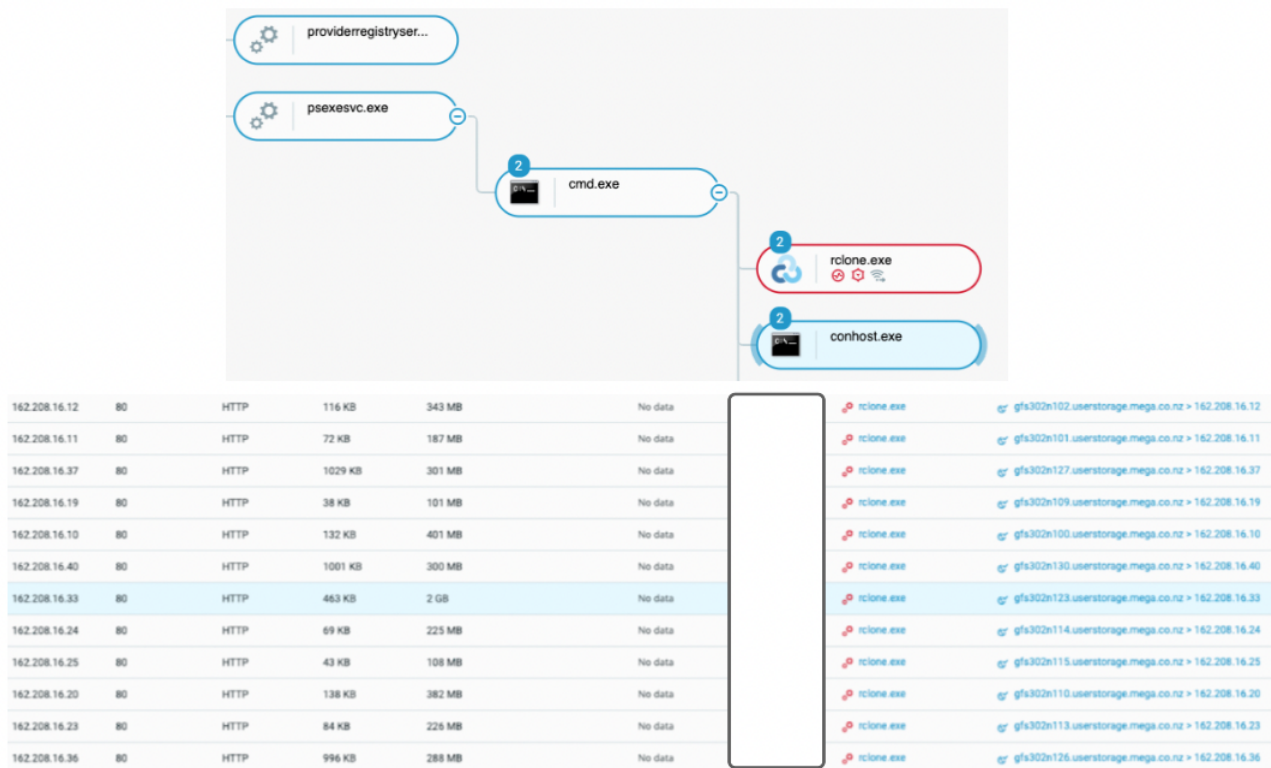 providerregistryser...
psexesvc.exe
2
cmd.exe
2
rclone.exe
2
conhost.exe
162.208.16.12 80 HTTP 116 KB 343 MB No data rclone.exe gfs302n102.userstorage.mega.co.nz > 162.208.16.12
162.208.16.11 80 HTTP 72 KB 187 MB No data rclone.exe gfs302n101.userstorage.mega.co.nz > 162.208.16.11
162.208.16.37 80 HTTP 1029 KB 301 MB No data rclone.exe gfs302n127.userstorage.mega.co.nz > 162.208.16.37
162.208.16.19 80 HTTP 38 KB 101 MB No data rclone.exe gfs302n109.userstorage.mega.co.nz > 162.208.16.19
162.208.16.10 80 HTTP 132 KB 401 MB No data rclone.exe gfs302n100.userstorage.mega.co.nz > 162.208.16.10
162.208.16.40 80 HTTP 1001 KB 300 MB No data rclone.exe gfs302n130.userstorage.mega.co.nz > 162.208.16.40
162.208.16.33 80 HTTP 463 KB 2 GB No data rclone.exe gfs302n123.userstorage.mega.co.nz > 162.208.16.33
162.208.16.24 80 HTTP 69 KB 225 MB No data rclone.exe gfs302n114.userstorage.mega.co.nz > 162.208.16.24
162.208.16.25 80 HTTP 43 KB 108 MB No data rclone.exe gfs302n115.userstorage.mega.co.nz > 162.208.16.25
162.208.16.20 80 HTTP 138 KB 382 MB No data rclone.exe gfs302n110.userstorage.mega.co.nz > 162.208.16.20
162.208.16.23 80 HTTP 84 KB 226 MB No data rclone.exe gfs302n113.userstorage.mega.co.nz > 162.208.16.23
162.208.16.36 80 HTTP 996 KB 288 MB No data rclone.exe gfs302n126.userstorage.mega.co.nz > 162.208.16.36